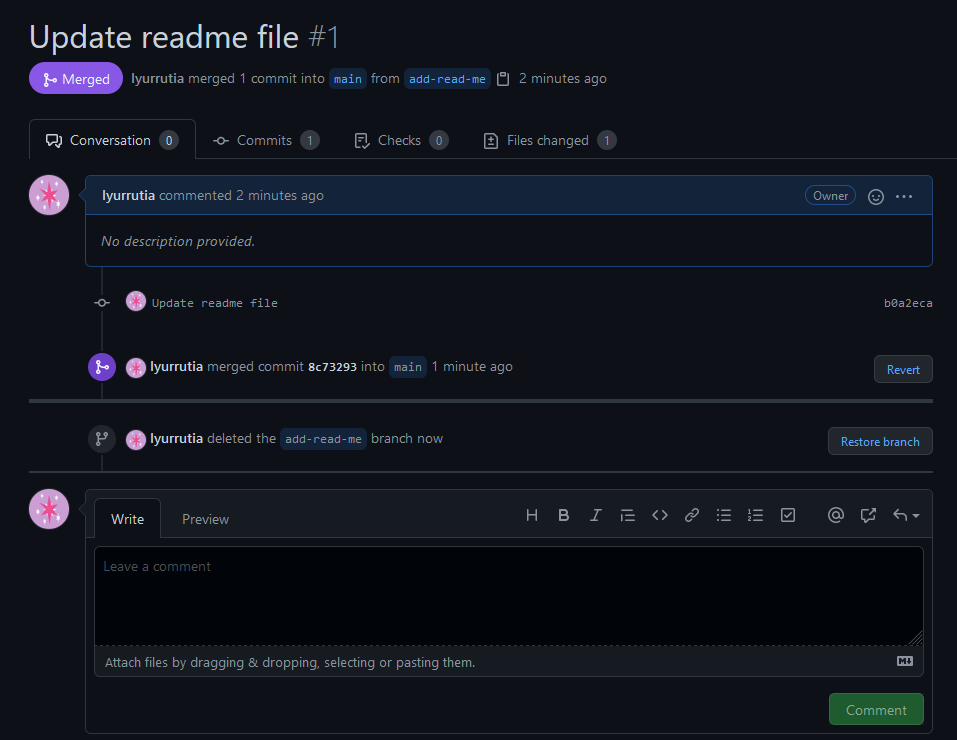 Update readme file #1
Merged lyurrutia merged 1 commit into main from add-read-me 2 minutes ago
Conversation 0 Commits 1 Checks 0 Files changed 1
lyurrutia commented 2 minutes ago Owner
No description provided.
Update readme file b0a2eca
lyurrutia merged commit 8c73293 into main 1 minute ago Revert
lyurrutia deleted the add-read-me branch now Restore branch
Write Preview
Leave a comment
Attach files by dragging & dropping, selecting or pasting them.
Comment